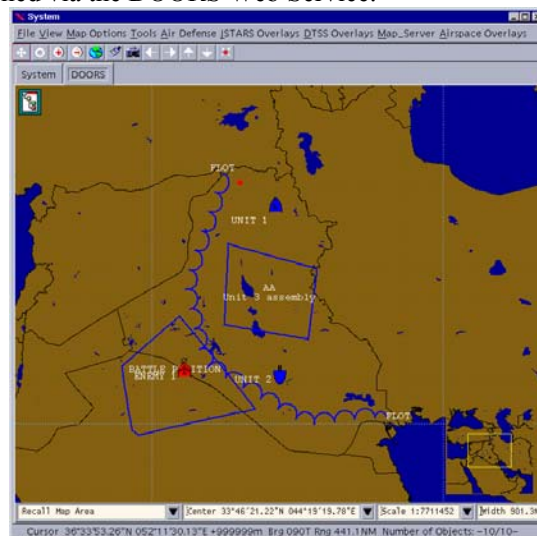 ned via the DOORS Web Service.
System
File View Map Options Tools Air Defense JSTARS Overlays DTSS Overlays Map_Server Airspace Overlays
System DOORS
FLOT
UNIT 1
AA
Unit 3 assembly
BATTLE POSITION
ENEMY 1
UNIT 2
FLOT
Recall Map Area Center 33°46'21.22"N 044°19'19.78"E Scale 1:7711452 Width 901.3N
Cursor 36°33'53.26"N 052°11'30.13"E +999999m Brg 090T Rng 441.1NM Number of Objects: -10/10-